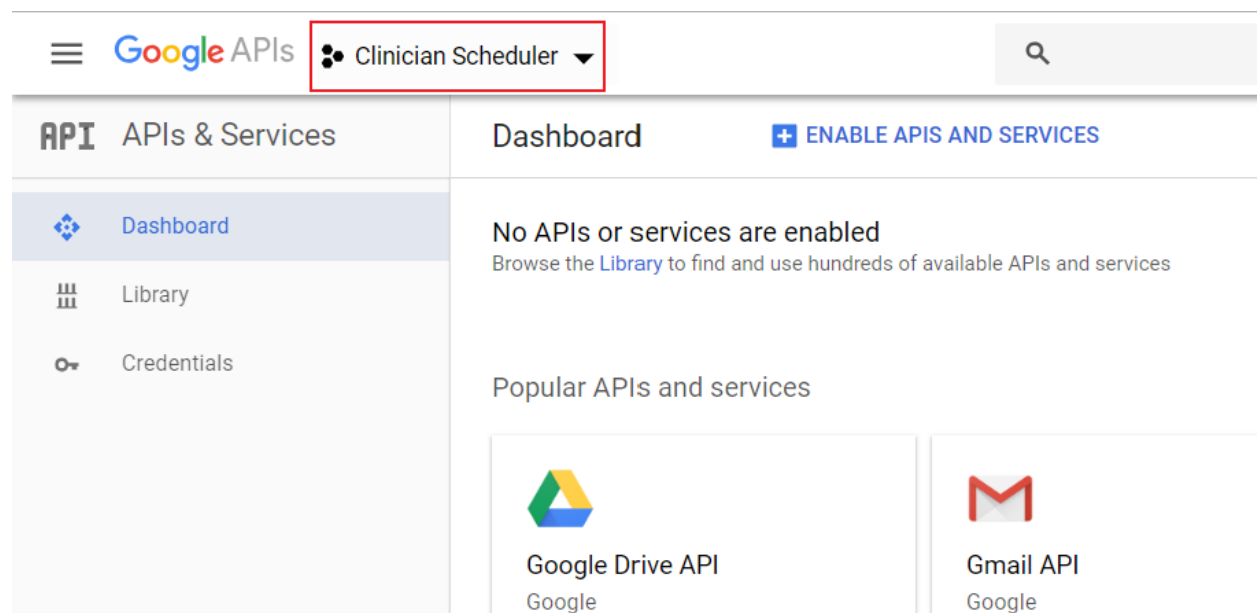 Google APIs Clinician Scheduler
API APIs & Services
Dashboard ENABLE APIS AND SERVICES
Dashboard
Library
Credentials
No APIs or services are enabled
Browse the Library to find and use hundreds of available APIs and services
Popular APIs and services
Google Drive API
Google
Gmail API
Google